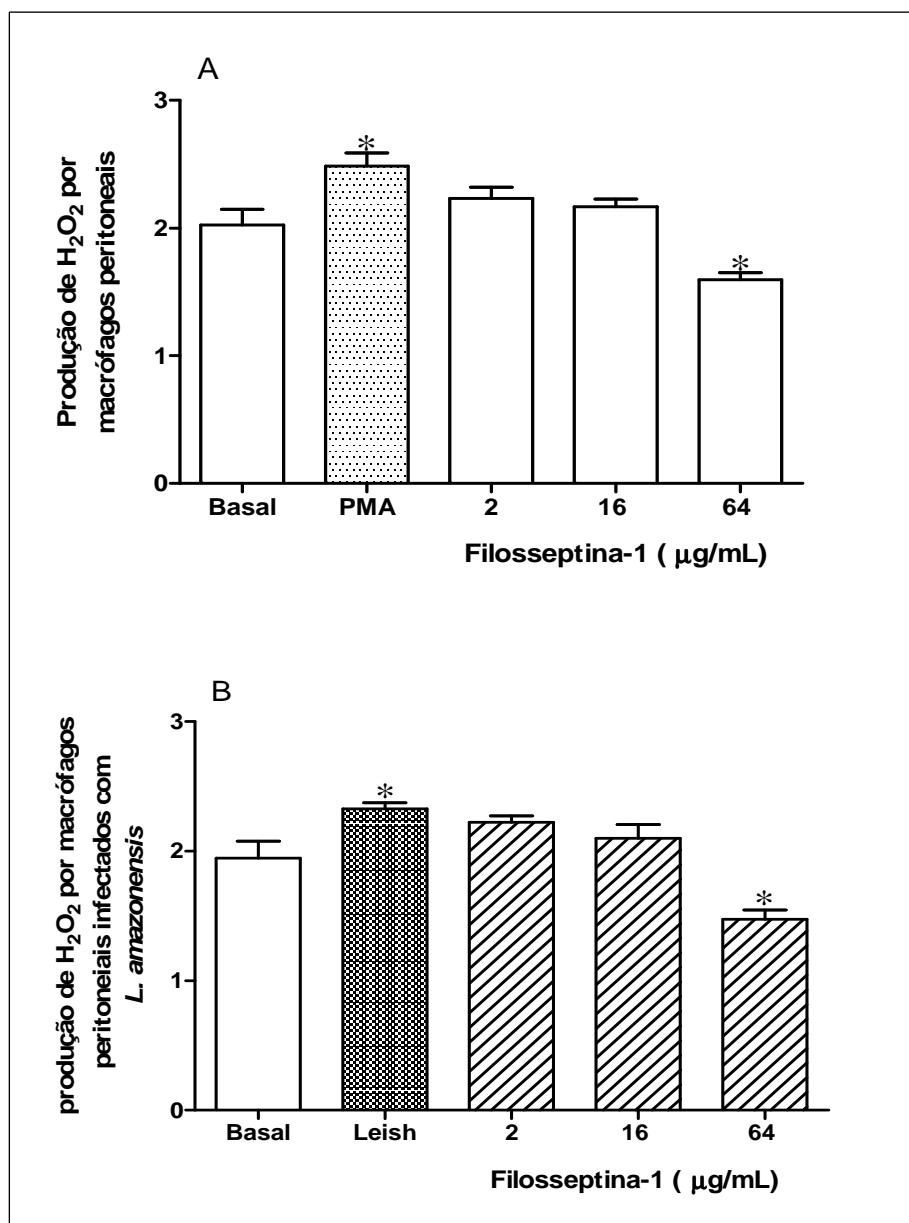 A
Produção de H₂O₂ por
macrófagos peritoneais
3
2
1
0
*
*
Basal PMA 2 16 64
Filosseptina-1 ( μg/mL)
B
produção de H₂O₂ por macrófagos
peritoneiais infectados com
L. amazonensis
3
2
1
0
*
*
Basal Leish 2 16 64
Filosseptina-1 ( μg/mL)